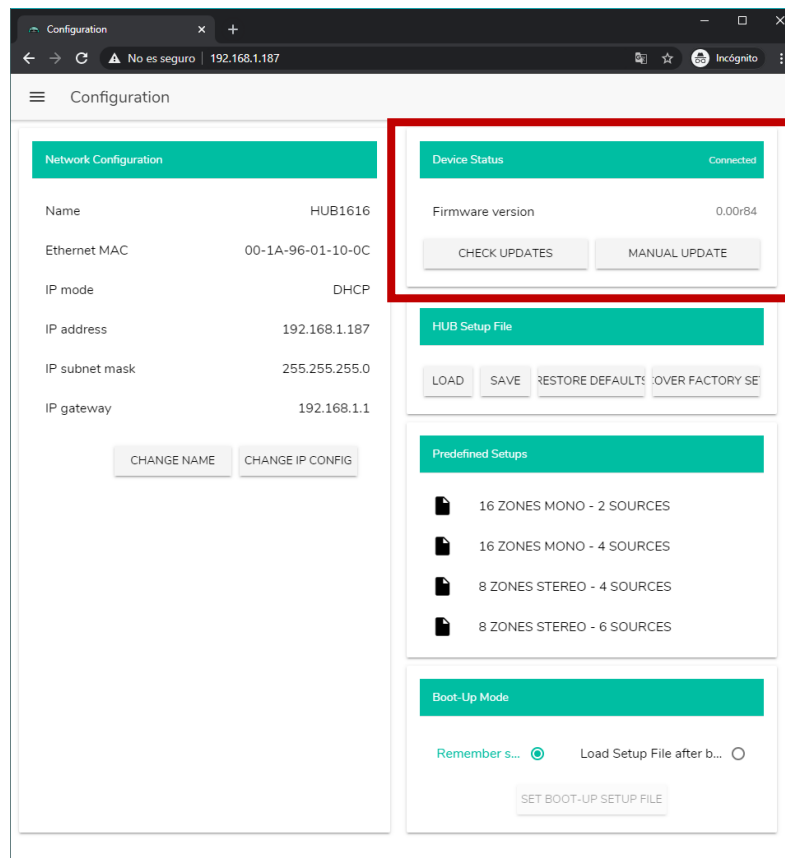 Configuration
No es seguro | 192.168.1.187
Incógnito
Configuration
Network Configuration
Name HUB1616
Ethernet MAC 00-1A-96-01-10-0C
IP mode DHCP
IP address 192.168.1.187
IP subnet mask 255.255.255.0
IP gateway 192.168.1.1
CHANGE NAME CHANGE IP CONFIG
Device Status Connected
Firmware version 0.00r84
CHECK UPDATES MANUAL UPDATE
HUB Setup File
LOAD SAVE RESTORE DEFAULTS OVER FACTORY SE
Predefined Setups
16 ZONES MONO - 2 SOURCES
16 ZONES MONO - 4 SOURCES
8 ZONES STEREO - 4 SOURCES
8 ZONES STEREO - 6 SOURCES
Boot-Up Mode
Remember s... Load Setup File after b...
SET BOOT-UP SETUP FILE